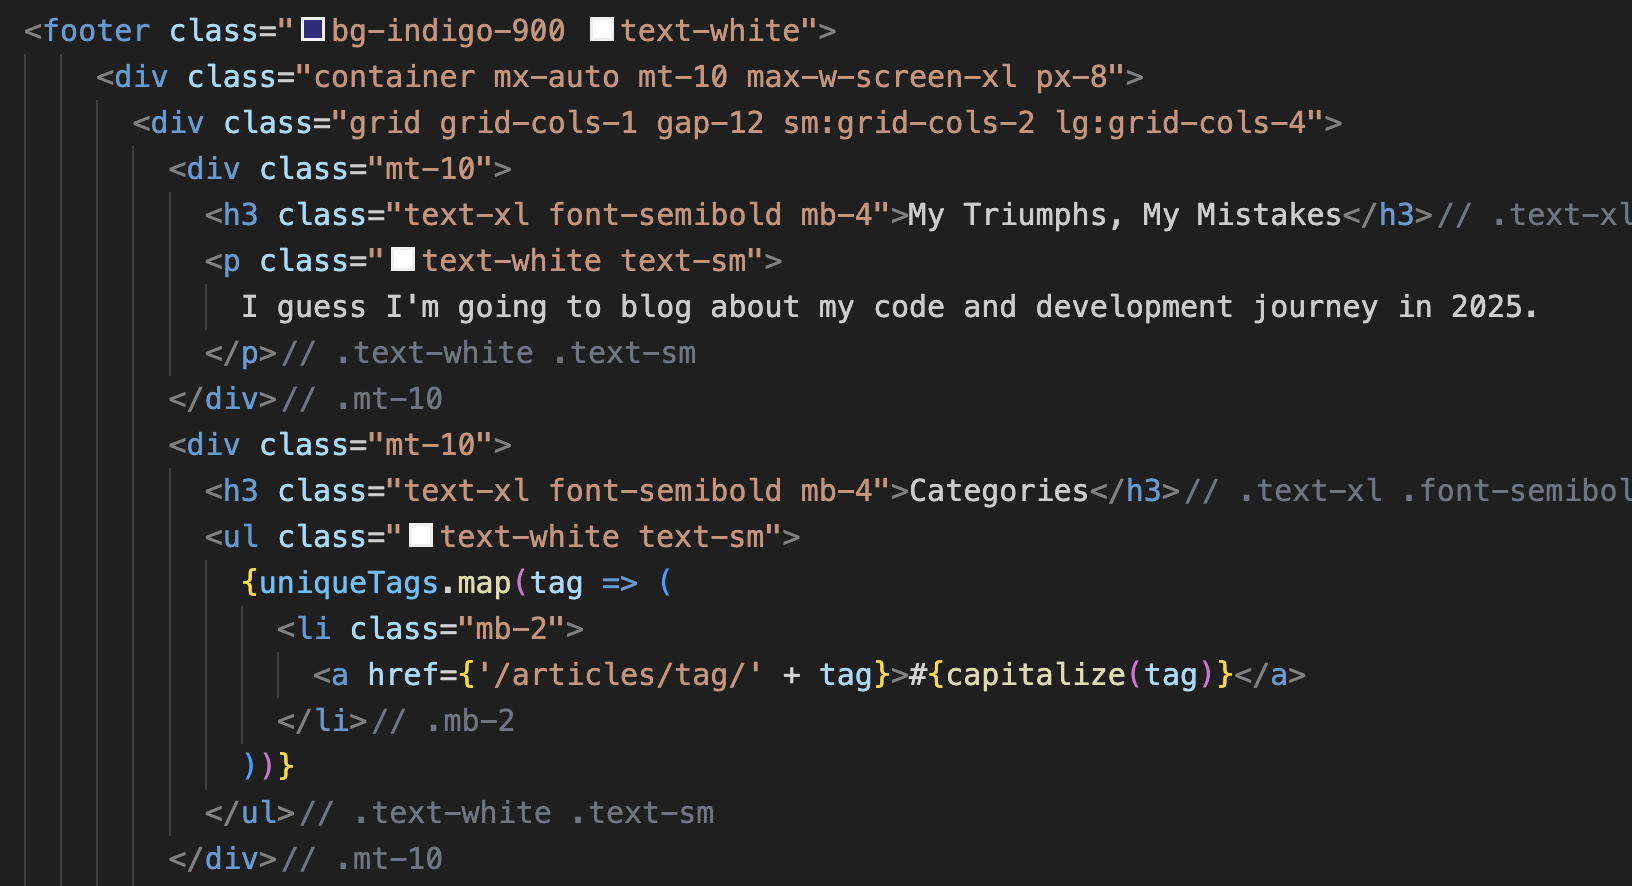 <footer class="bg-indigo-900 text-white">
<div class="container mx-auto mt-10 max-w-screen-xl px-8">
<div class="grid grid-cols-1 gap-12 sm:grid-cols-2 lg:grid-cols-4">
<div class="mt-10">
<h3 class="text-xl font-semibold mb-4">My Triumphs, My Mistakes</h3>// .text-xl
<p class="text-white text-sm">
I guess I'm going to blog about my code and development journey in 2025.
</p>// .text-white .text-sm
</div>// .mt-10
<div class="mt-10">
<h3 class="text-xl font-semibold mb-4">Categories</h3>// .text-xl .font-semibol
<ul class="text-white text-sm">
{uniqueTags.map(tag => (
<li class="mb-2">
<a href={'/articles/tag/' + tag}>#{capitalize(tag)}</a>
</li>// .mb-2
))}
</ul>// .text-white .text-sm
</div>// .mt-10